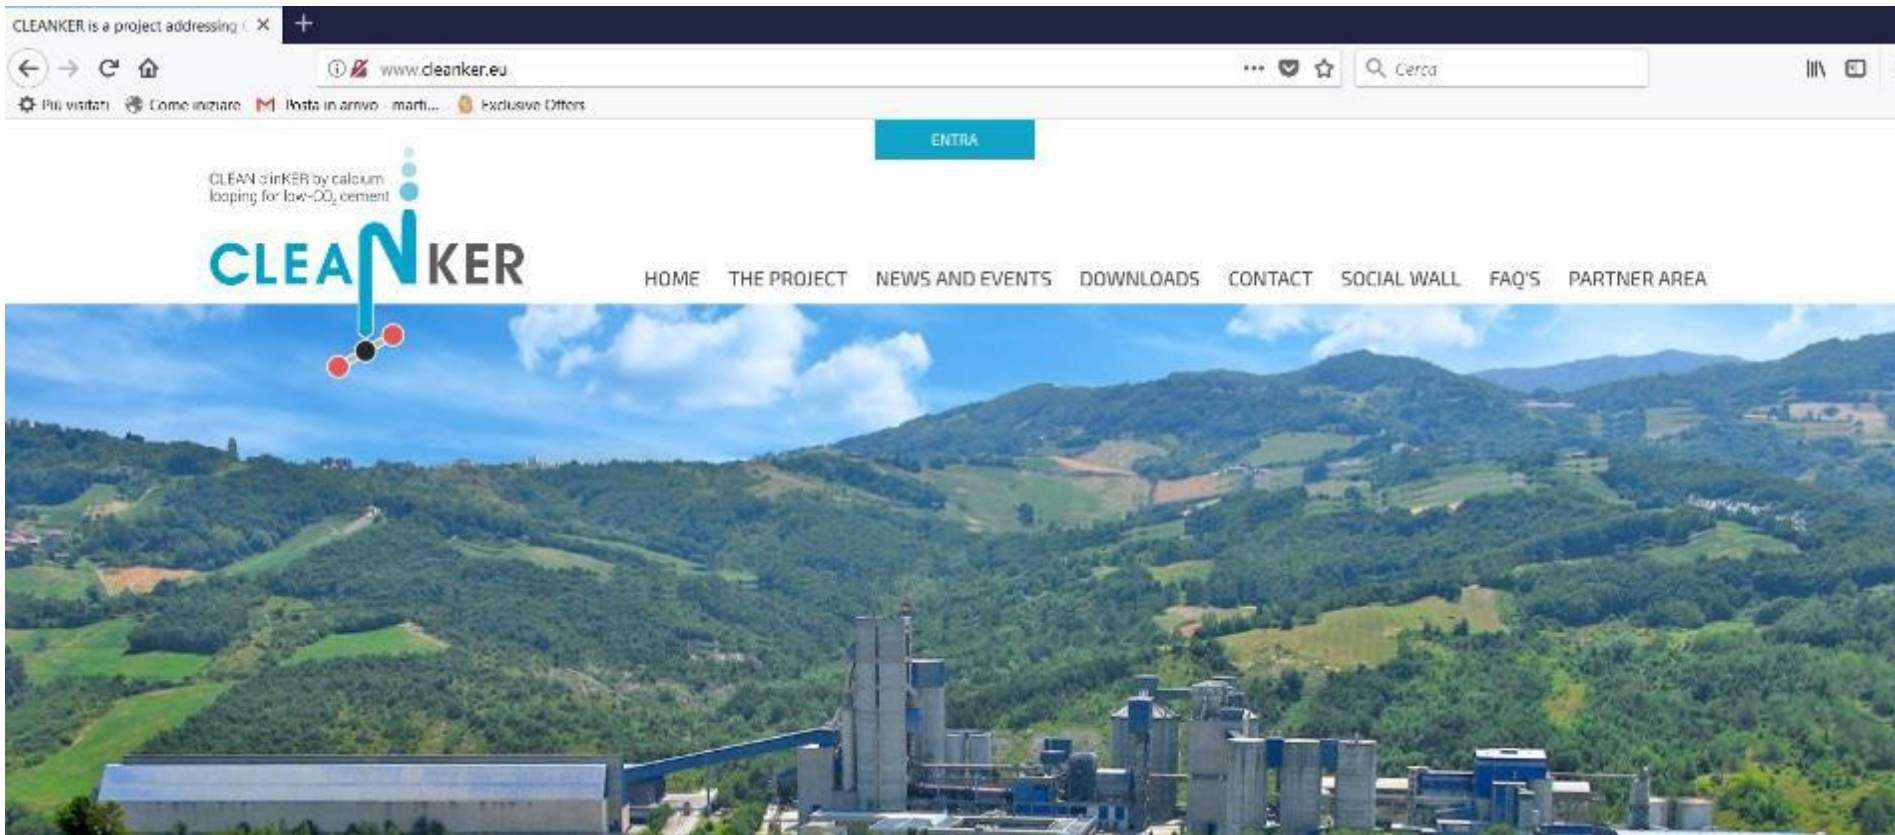 CLEANKER is a project addressing
www.cleanker.eu
Cerca
Più visitati Come iniziare Posta in arrivo - marti... Exclusive Offers
ENTRA
CLEAN clinKER by calcium
looping for low-CO₂ cement
CLEANKER
HOME THE PROJECT NEWS AND EVENTS DOWNLOADS CONTACT SOCIAL WALL FAQ'S PARTNER AREA